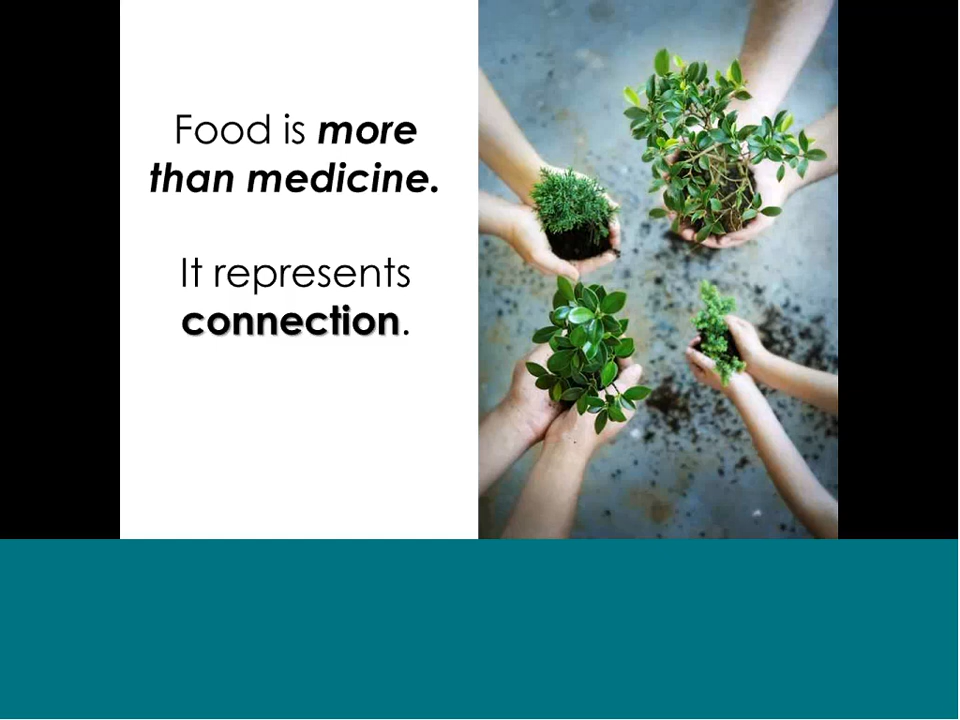 Food is more
than medicine.
It represents
connection.